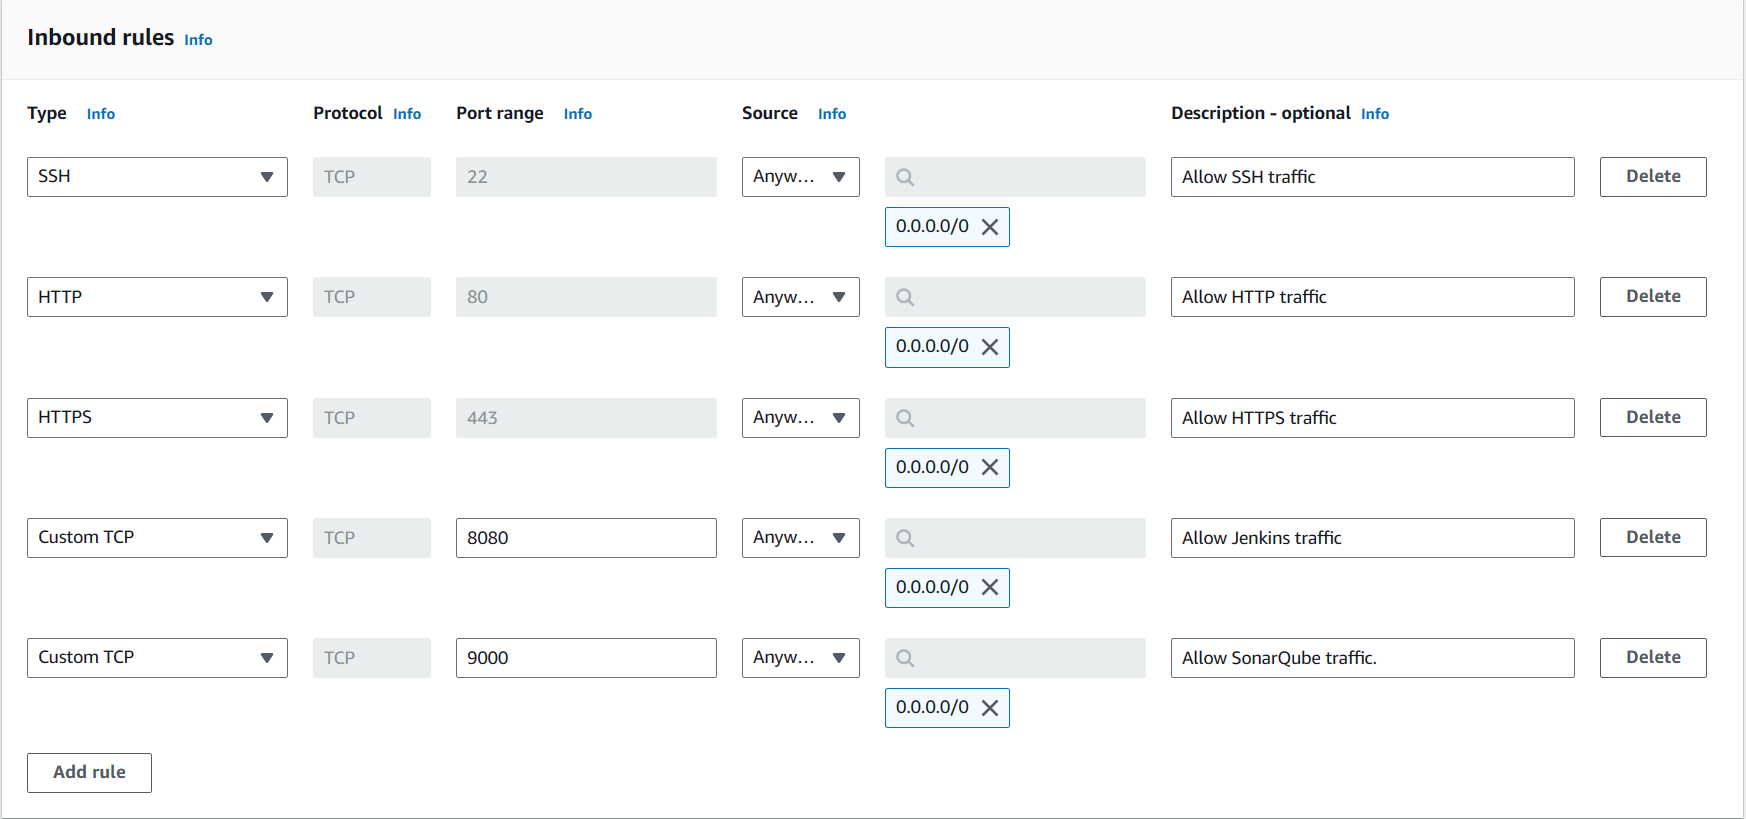 Inbound rules Info
Type Info Protocol Info Port range Info Source Info Description - optional Info
SSH TCP 22 Anyw... Allow SSH traffic Delete
0.0.0.0/0
HTTP TCP 80 Anyw... Allow HTTP traffic Delete
0.0.0.0/0
HTTPS TCP 443 Anyw... Allow HTTPS traffic Delete
0.0.0.0/0
Custom TCP TCP 8080 Anyw... Allow Jenkins traffic Delete
0.0.0.0/0
Custom TCP TCP 9000 Anyw... Allow SonarQube traffic. Delete
0.0.0.0/0
Add rule